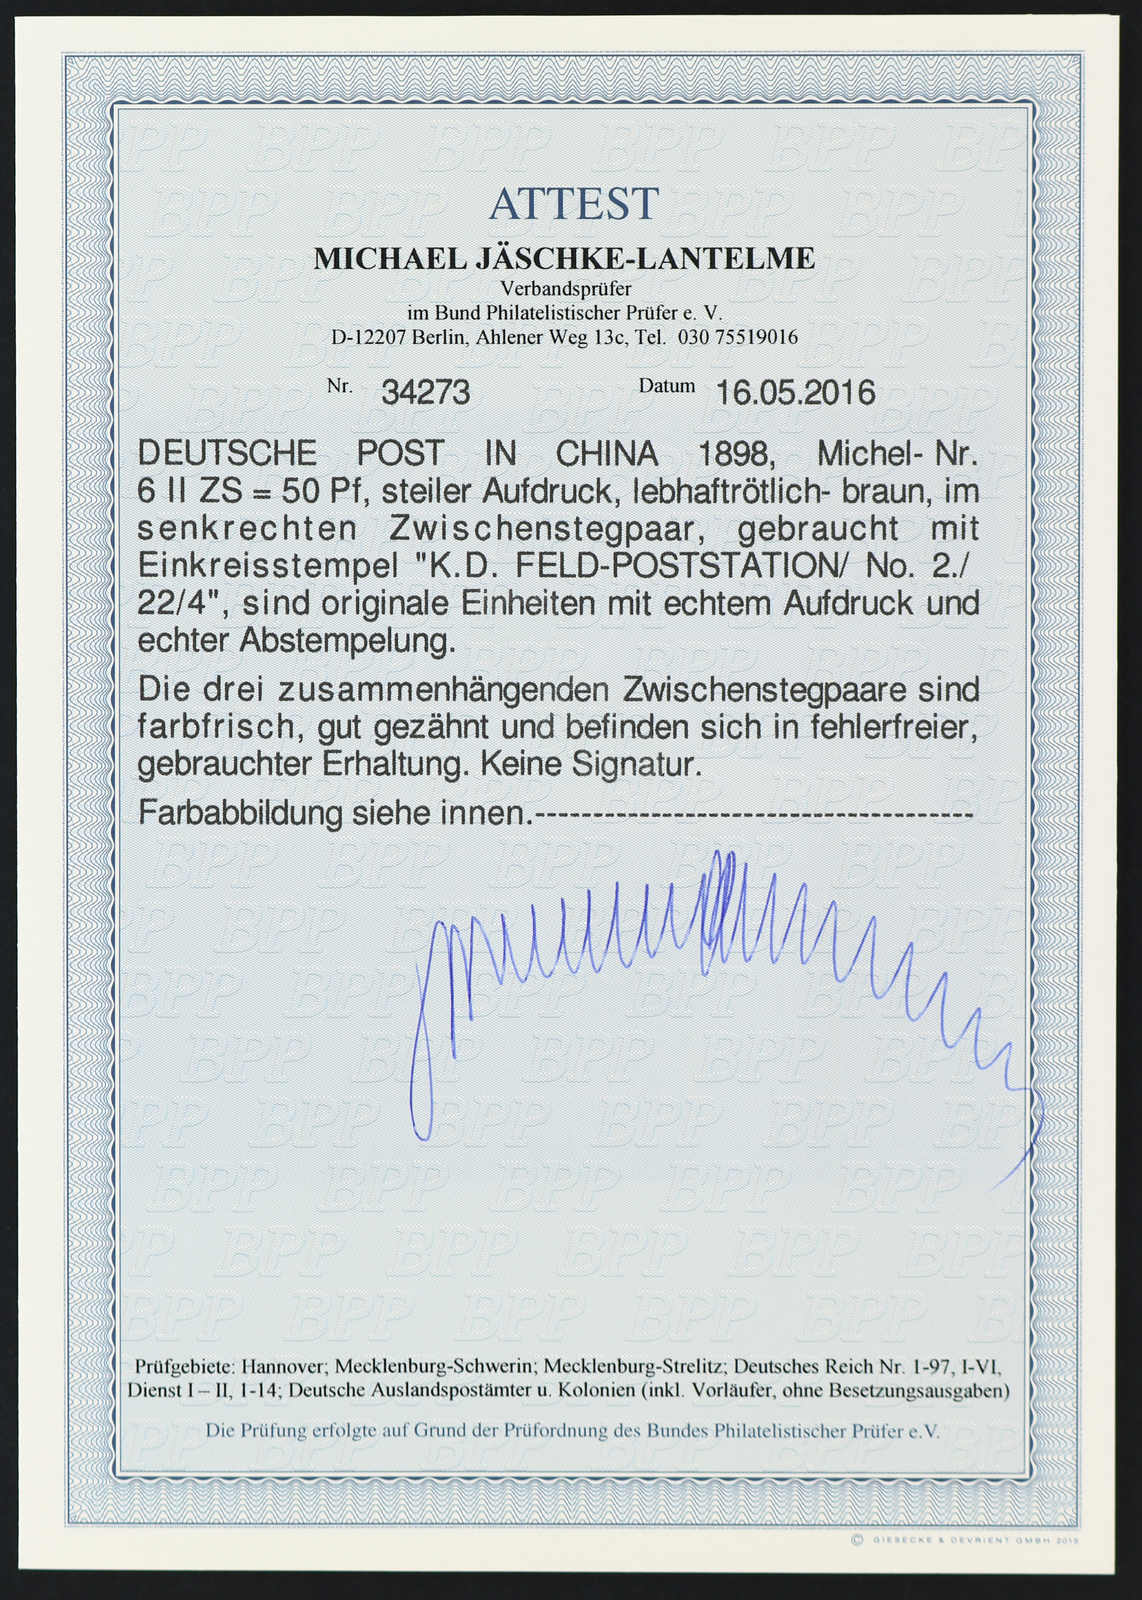 ATTEST
MICHAEL JÄSCHKE-LANTELME
Verbandsprüfer
im Bund Philatelistischer Prüfer e. V.
D-12207 Berlin, Ahlener Weg 13c, Tel. 030 75519016
Nr. 34273 Datum 16.05.2016
DEUTSCHE POST IN CHINA 1898, Michel- Nr.
6 II ZS = 50 Pf, steiler Aufdruck, lebhaftrötlich- braun, im
senkrechten Zwischenstegpaar, gebraucht mit
Einkreisstempel "K.D. FELD-POSTSTATION/ No. 2./
22/4", sind originale Einheiten mit echtem Aufdruck und
echter Abstempelung.
Die drei zusammenhängenden Zwischenstegpaare sind
farbfrisch, gut gezähnt und befinden sich in fehlerfreier,
gebrauchter Erhaltung. Keine Signatur.
Farbabbildung siehe innen.-------------------------------------
Prüfgebiete: Hannover; Mecklenburg-Schwerin; Mecklenburg-Strelitz; Deutsches Reich Nr. 1-97, I-VI,
Dienst I – II, 1-14; Deutsche Auslandspostämter u. Kolonien (inkl. Vorläufer, ohne Besetzungsausgaben)
Die Prüfung erfolgte auf Grund der Prüfordnung des Bundes Philatelistischer Prüfer e.V.
© GIESECKE & DEVRIENT GMBH 2015